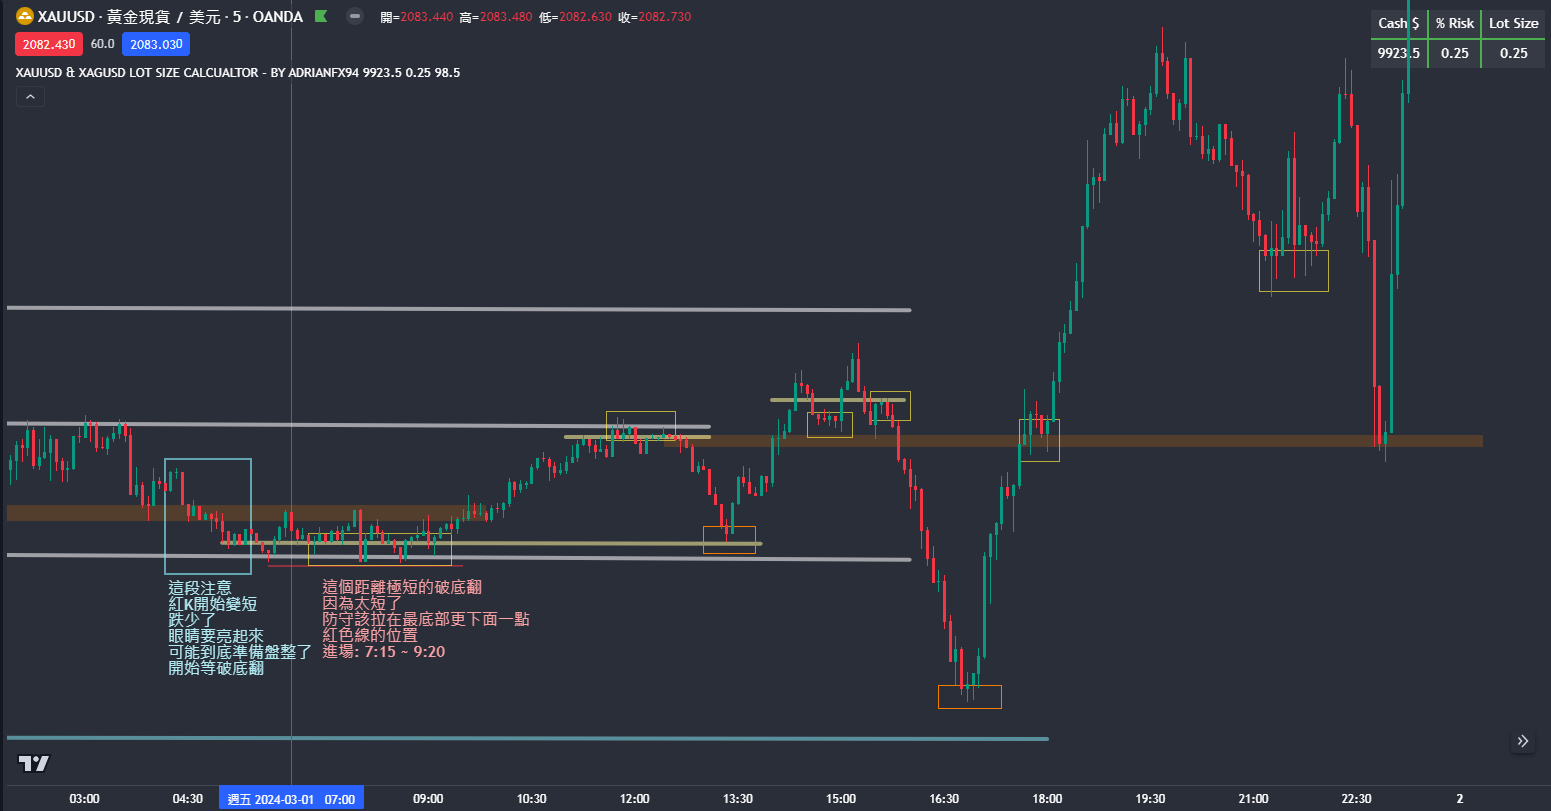 XAUUSD · 黃金現貨 / 美元 · 5 · OANDA 開=2083.440 高=2083.480 低=2082.630 收=2082.730
2082.430 60.0 2083.030
XAUUSD & XAGUSD LOT SIZE CALCUALTOR - BY ADRIANFX94 9923.5 0.25 98.5
Cash $ % Risk Lot Size
9923.5 0.25 0.25
這段注意
紅K開始變短
跌少了
眼睛要亮起來
可能到底準備盤整了
開始等破底翻
這個距離極短的破底翻
因為太短了
防守該拉在最底部更下面一點
紅色線的位置
進場: 7:15 ~ 9:20
03:00 04:30 週五 2024-03-01 07:00 09:00 10:30 12:00 13:30 15:00 16:30 18:00 19:30 21:00 22:30 2